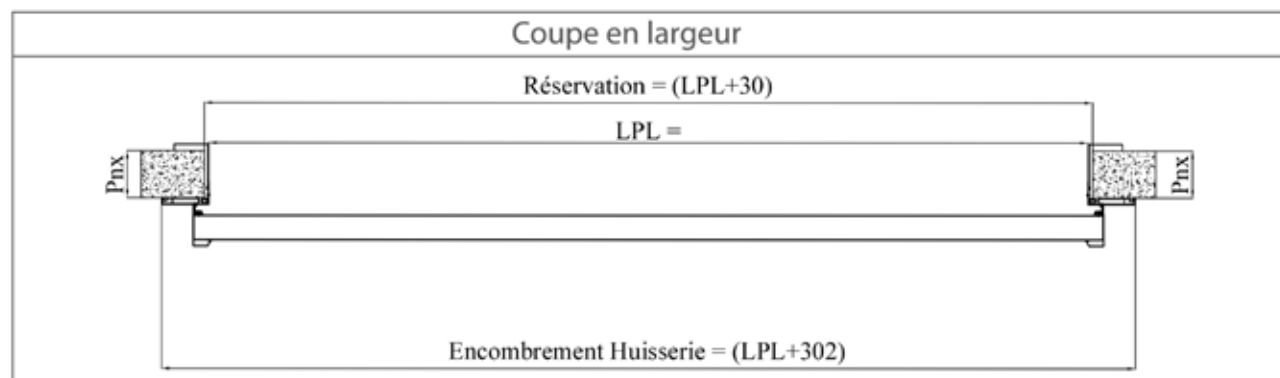 Coupe en largeur
Réservation = (LPL+30)
LPL =
Pnx
Pnx
Encombrement Huisserie = (LPL+302)